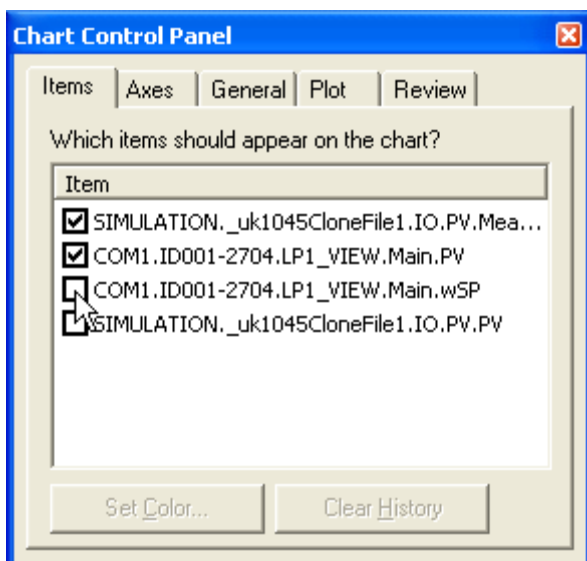 Chart Control Panel
Items Axes General Plot Review
Which items should appear on the chart?
Item
SIMULATION._uk1045CloneFile1.IO.PV.Mea...
COM1.ID001-2704.LP1_VIEW.Main.PV
COM1.ID001-2704.LP1_VIEW.Main.wSP
SIMULATION._uk1045CloneFile1.IO.PV.PV
Set Color... Clear History